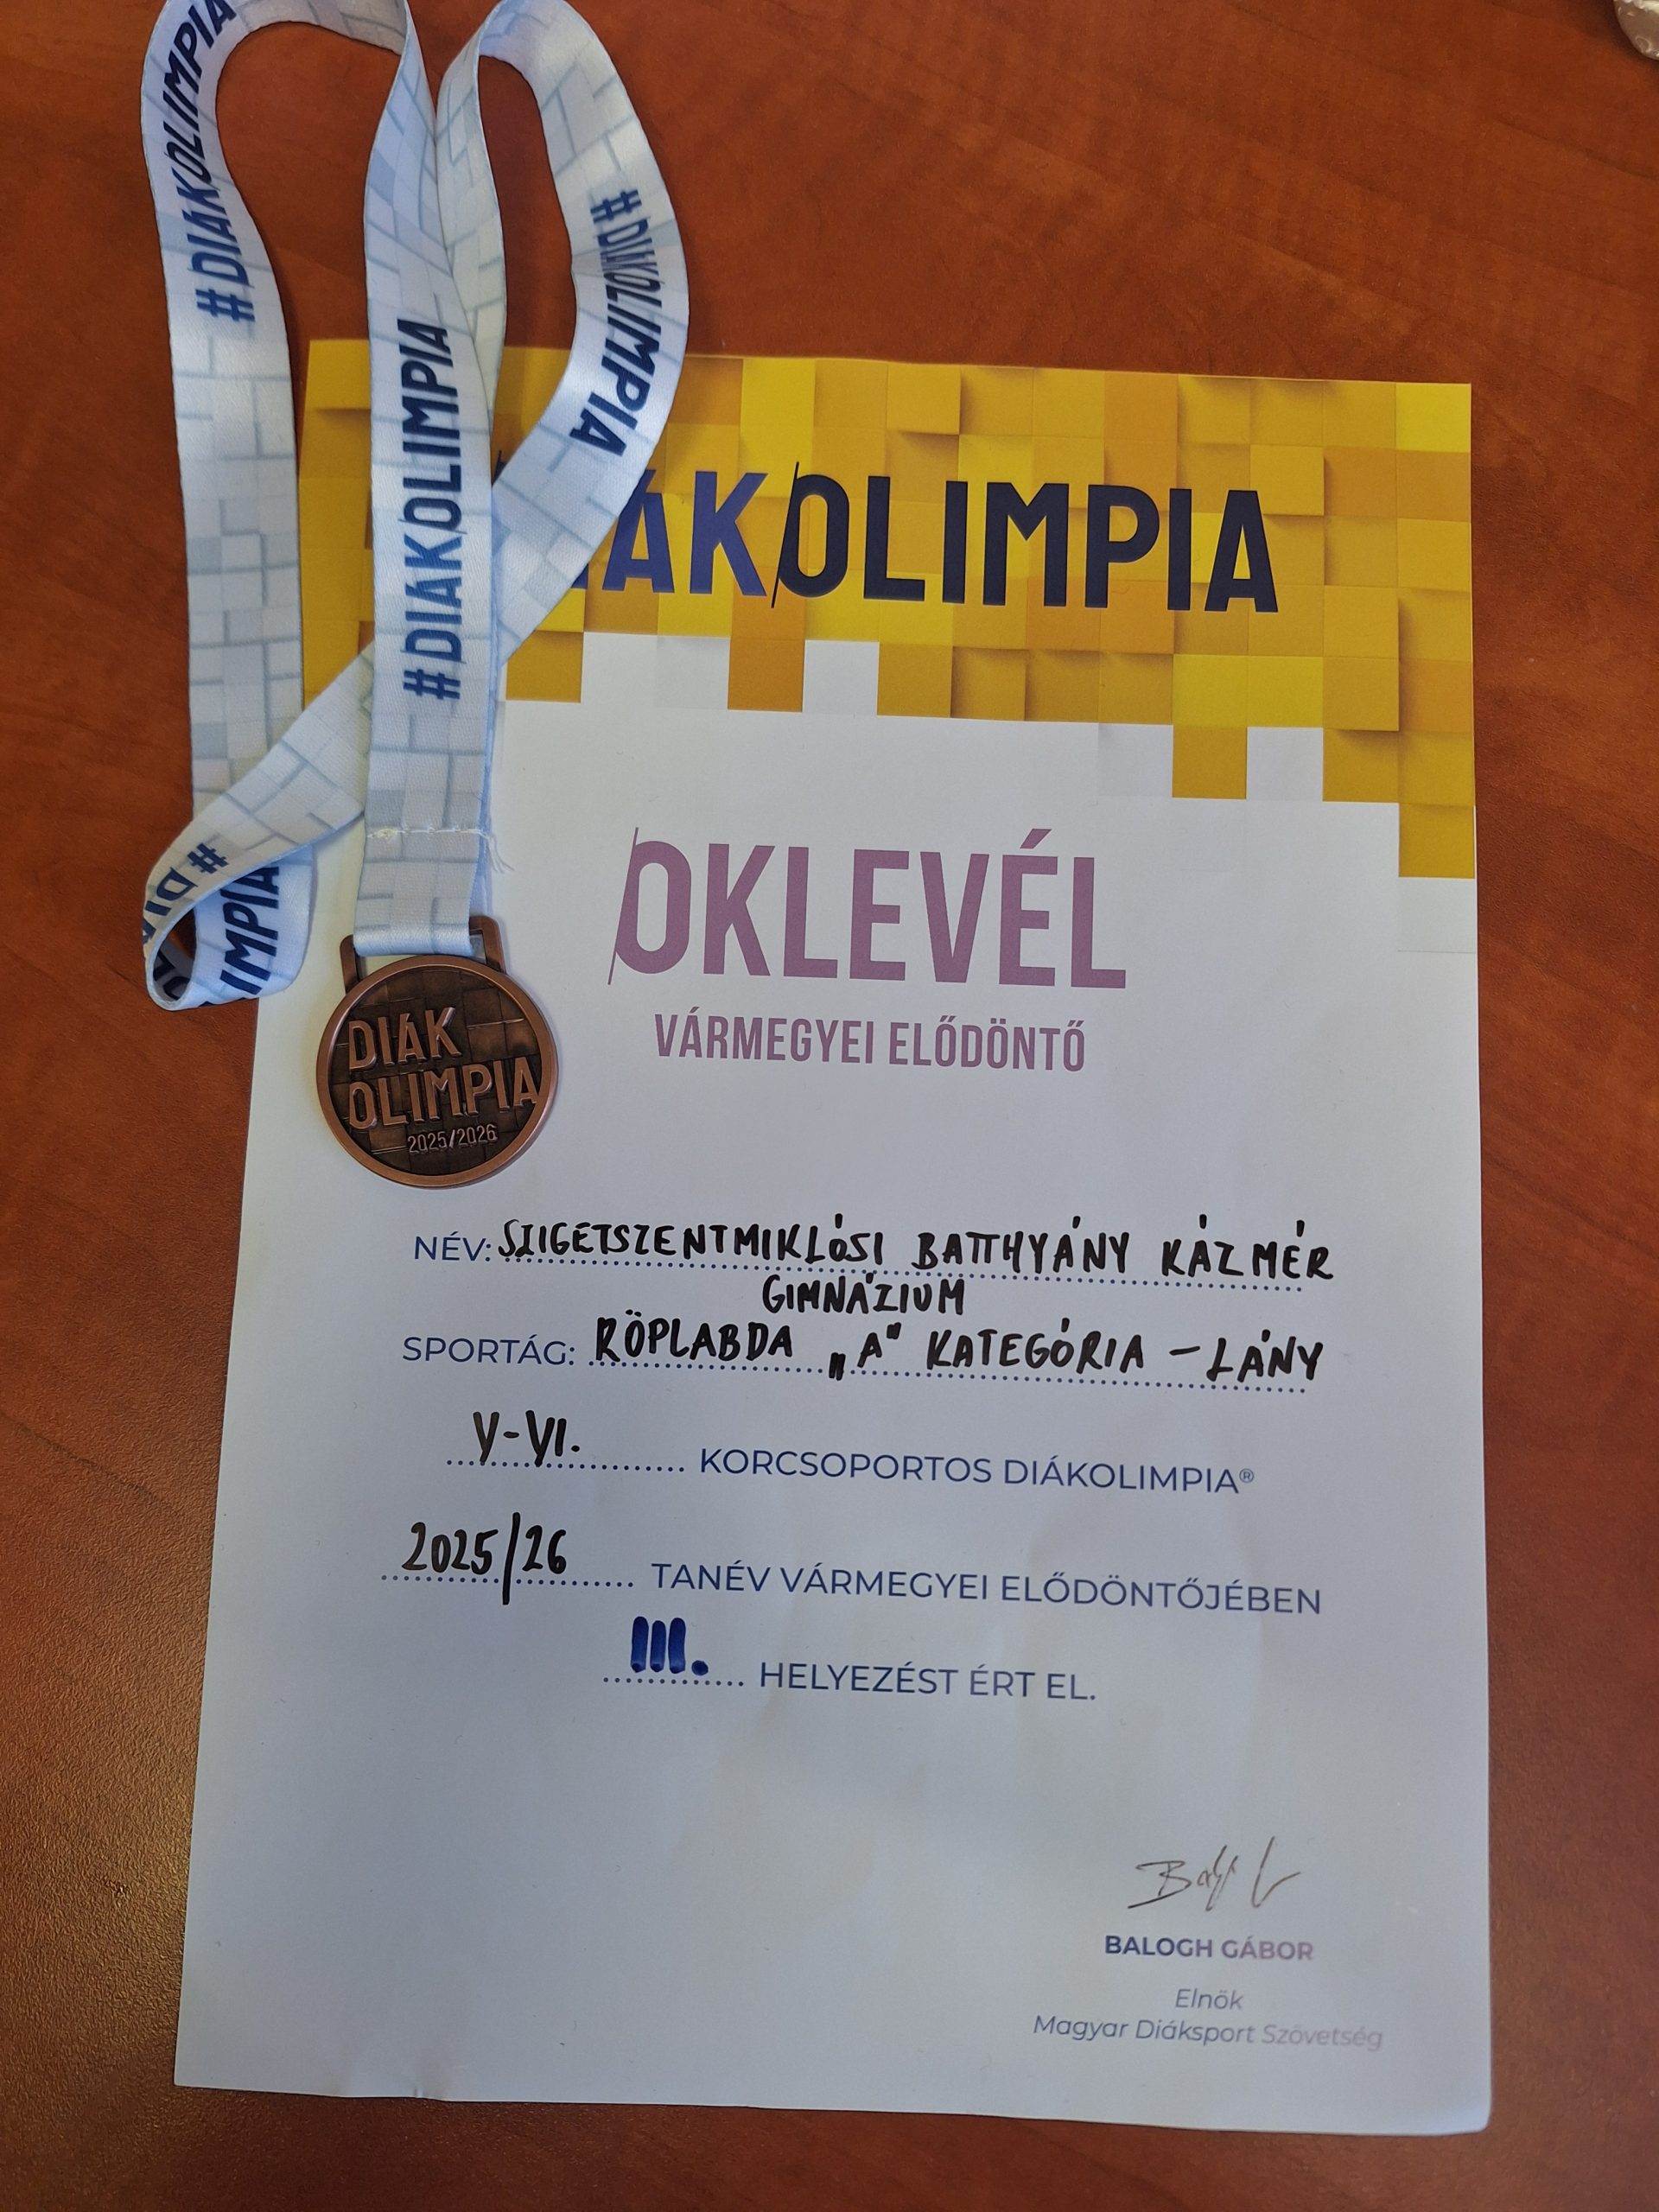 #DIÁKOLIMPIA
#DIÁKOLIMPIA
#DIÁKOLIMPIA
IMPIA
DIÁKOLIMPIA
OKLEVÉL
VÁRMEGYEI ELŐDÖNTŐ
DIÁK
OLIMPIA
2025/2026
NÉV: SZIGETSZENTMIKLÓSI BATTHYÁNY KÁZMÉR
GIMNÁZIUM
SPORTÁG: RÖPLABDA „A" KATEGÓRIA - LÁNY
V-VI. KORCSOPORTOS DIÁKOLIMPIA®
2025/26 TANÉV VÁRMEGYEI ELŐDÖNTŐJÉBEN
III. HELYEZÉST ÉRT EL.
BALOGH GÁBOR
Elnök
Magyar Diáksport Szövetség